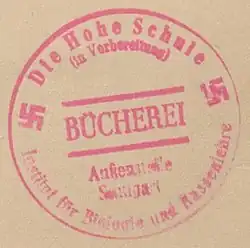 Die Hohe Schule
(in Vorbereitung)
BÜCHEREI
Außenstelle
Stuttgart
Institut für Biologie und Rassenlehre